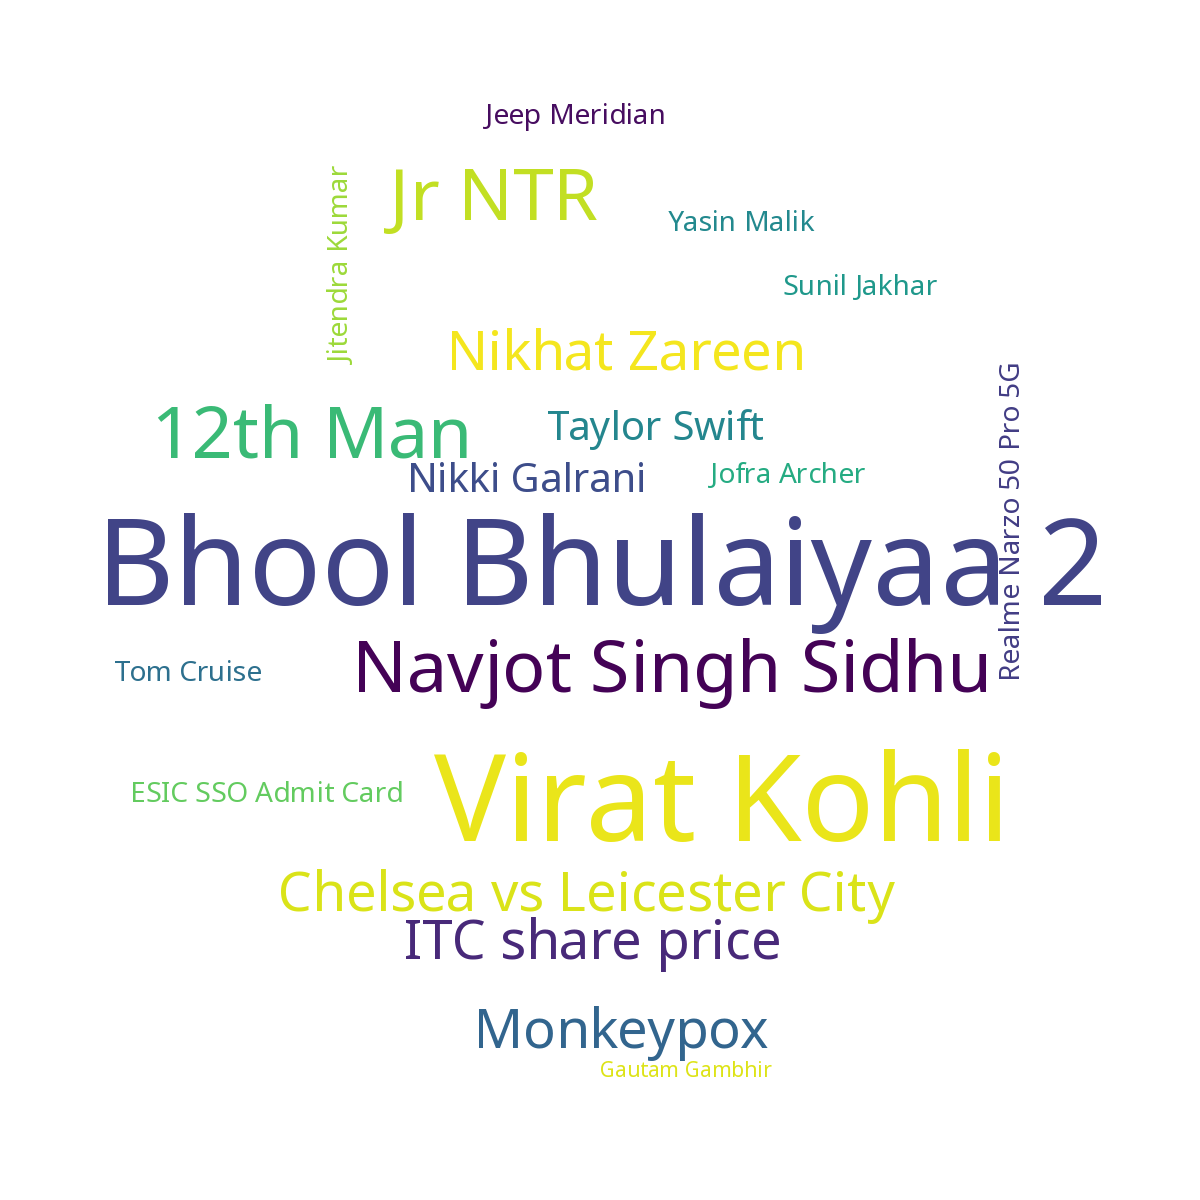 Jeep Meridian
Jr NTR
Jitendra Kumar
Yasin Malik
Sunil Jakhar
Nikhat Zareen
12th Man
Taylor Swift
Nikki Galrani
Jofra Archer
Realme Narzo 50 Pro 5G
Bhool Bhulaiyaa 2
Navjot Singh Sidhu
Tom Cruise
Virat Kohli
ESIC SSO Admit Card
Chelsea vs Leicester City
ITC share price
Monkeypox
Gautam Gambhir